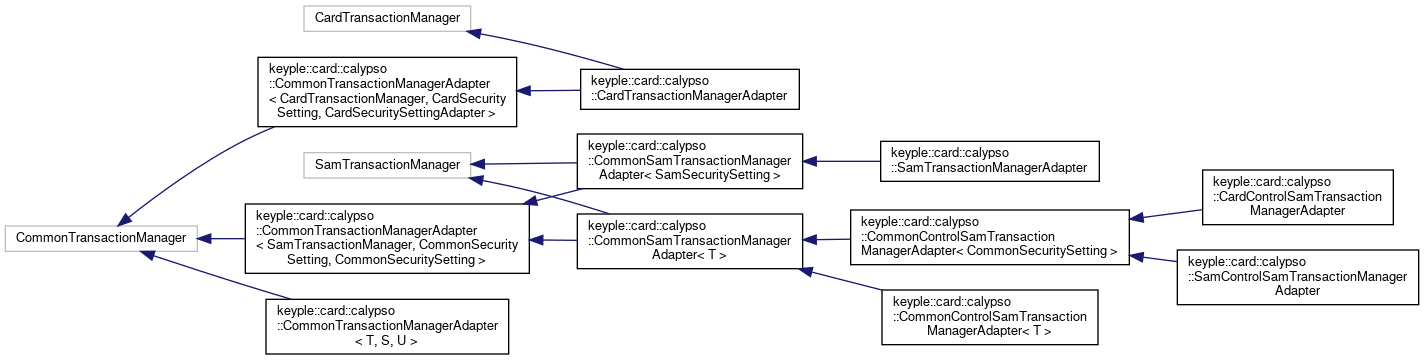 CardTransactionManager
keyple::card::calypso
::CommonTransactionManagerAdapter
< CardTransactionManager, CardSecurity
Setting, CardSecuritySettingAdapter >
keyple::card::calypso
::CardTransactionManagerAdapter
SamTransactionManager
keyple::card::calypso
::CommonSamTransactionManager
Adapter< SamSecuritySetting >
keyple::card::calypso
::SamTransactionManagerAdapter
CommonTransactionManager
keyple::card::calypso
::CommonTransactionManagerAdapter
< SamTransactionManager, CommonSecurity
Setting, CommonSecuritySetting >
keyple::card::calypso
::CommonSamTransactionManager
Adapter< T >
keyple::card::calypso
::CommonControlSamTransaction
ManagerAdapter< CommonSecuritySetting >
keyple::card::calypso
::CardControlSamTransaction
ManagerAdapter
keyple::card::calypso
::SamControlSamTransactionManager
Adapter
keyple::card::calypso
::CommonTransactionManagerAdapter
< T, S, U >
keyple::card::calypso
::CommonControlSamTransaction
ManagerAdapter< T >